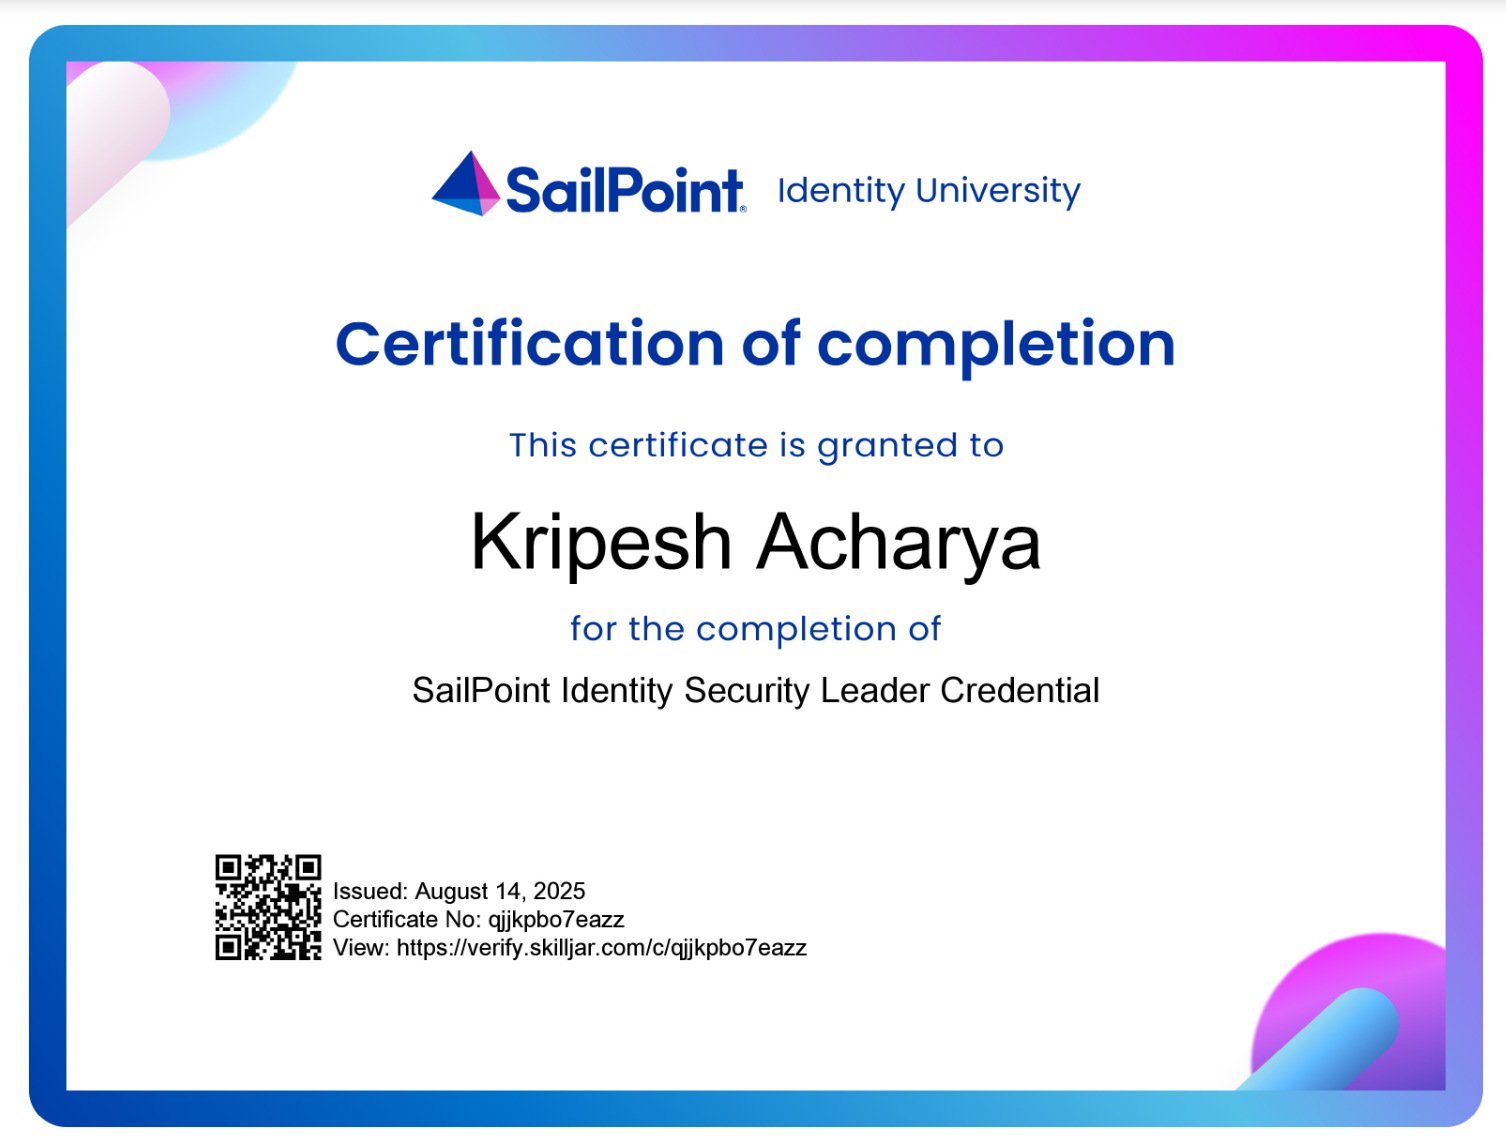 SailPoint® Identity University
Certification of completion
This certificate is granted to
Kripesh Acharya
for the completion of
SailPoint Identity Security Leader Credential
Issued: August 14, 2025
Certificate No: qjjkpbo7eazz
View: https://verify.skilljar.com/c/qjjkpbo7eazz